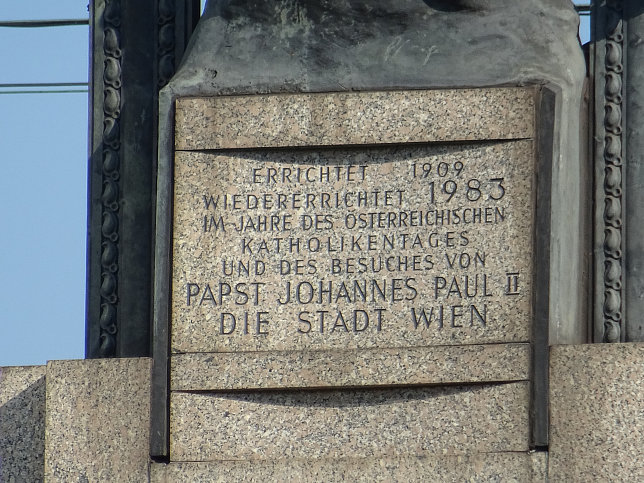 ERRICHTET 1909
WIEDERERRICHTET 1983
IM JAHRE DES ÖSTERREICHISCHEN
KATHOLIKENTAGES
UND DES BESUCHES VON
PAPST JOHANNES PAUL II
DIE STADT WIEN